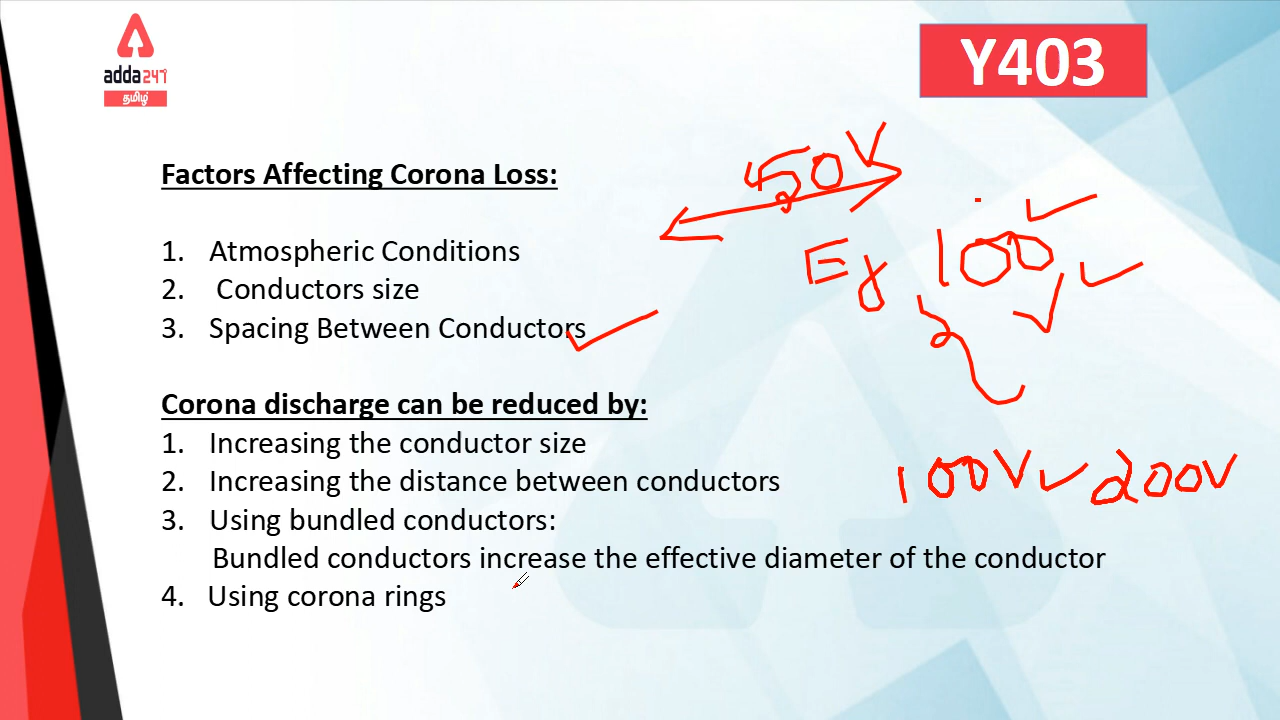 adda247
தமிழ்
Y403
Factors Affecting Corona Loss:
1. Atmospheric Conditions
2. Conductors size
3. Spacing Between Conductors
Corona discharge can be reduced by:
1. Increasing the conductor size
2. Increasing the distance between conductors
3. Using bundled conductors:
Bundled conductors increase the effective diameter of the conductor
4. Using corona rings
50V
Eg 100
100V 200V